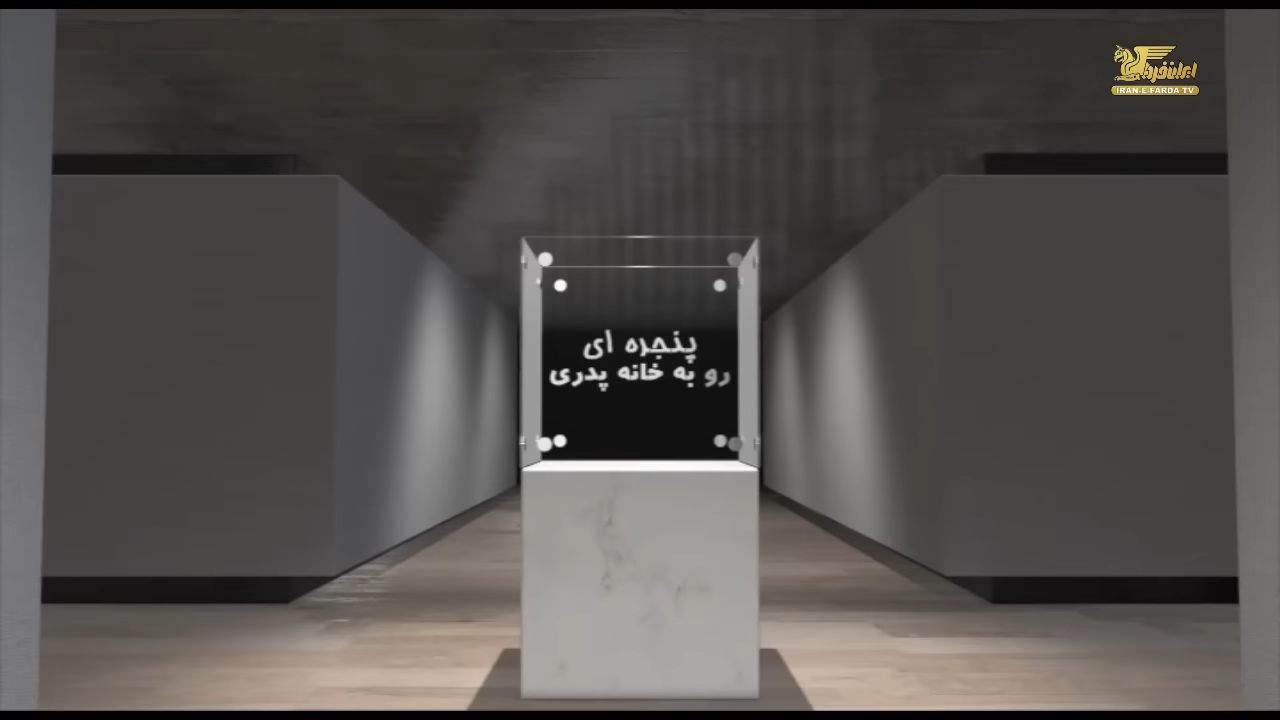 ایران فردا
IRAN-E-FARDA TV
پنجره ای
رو به خانه پدری